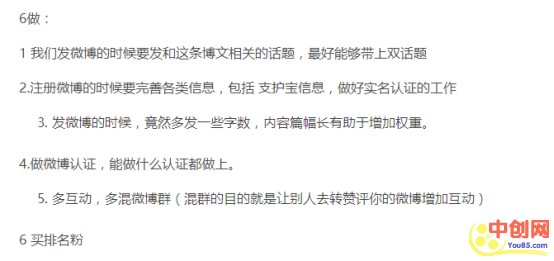 6做：
1 我们发微博的时候要发和这条博文相关的话题，最好能够带上双话题
2.注册微博的时候要完善各类信息，包括 支护宝信息，做好实名认证的工作
3. 发微博的时候，竟然多发一些字数，内容篇幅长有助于增加权重。
4.做微博认证，能做什么认证都做上。
5. 多互动，多混微博群（混群的目的就是让别人去转赞评你的微博增加互动）
6 买排名粉
中创网
You85.com